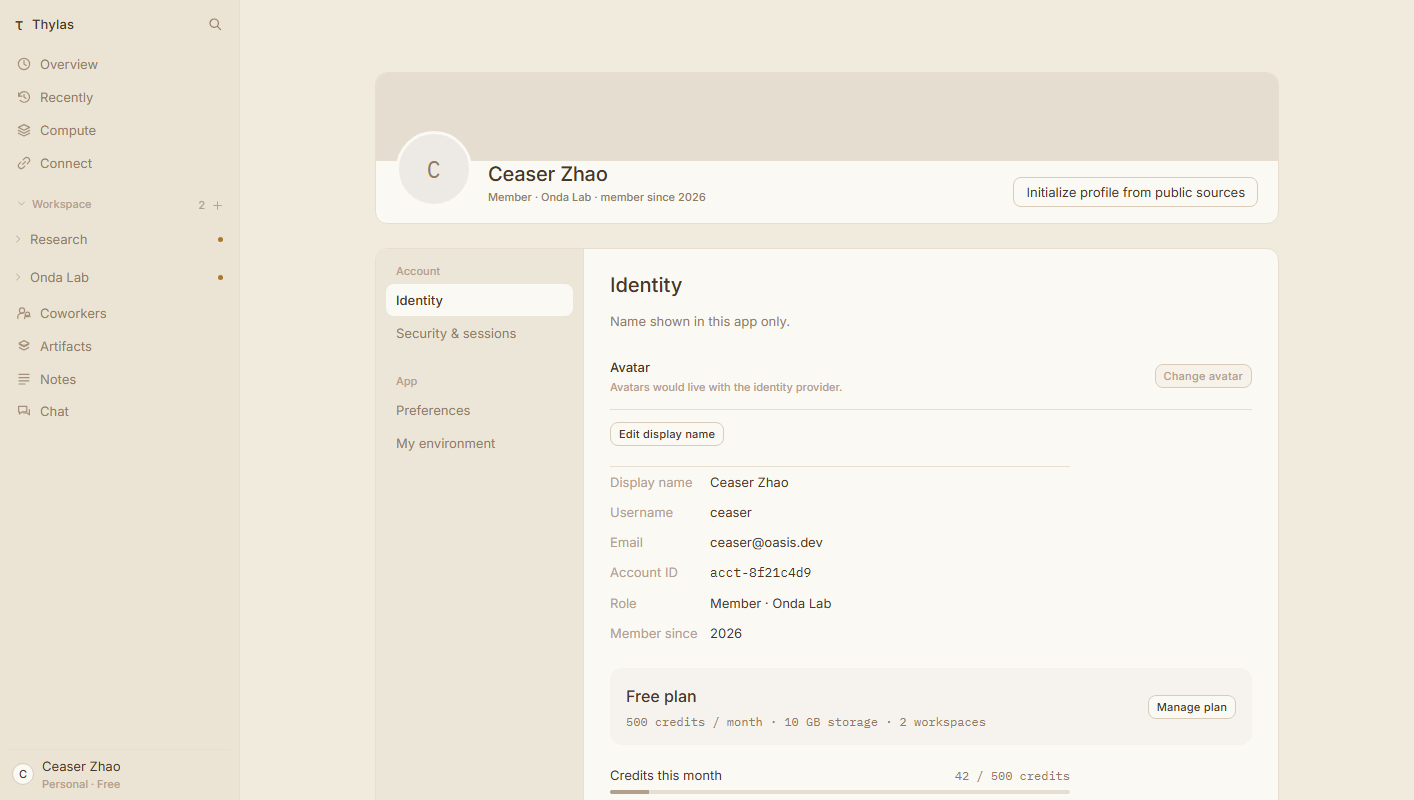 τ Thylas
Overview
Recently
Compute
Connect
Workspace 2 +
Research
Onda Lab
Coworkers
Artifacts
Notes
Chat
C
Ceaser Zhao
Personal · Free
C
Ceaser Zhao
Member · Onda Lab · member since 2026
Initialize profile from public sources
Account
Identity
Security & sessions
App
Preferences
My environment
Identity
Name shown in this app only.
Avatar
Avatars would live with the identity provider.
Change avatar
Edit display name
Display name Ceaser Zhao
Username ceaser
Email ceaser@oasis.dev
Account ID acct-8f21c4d9
Role Member · Onda Lab
Member since 2026
Free plan
500 credits / month · 10 GB storage · 2 workspaces
Manage plan
Credits this month 42 / 500 credits